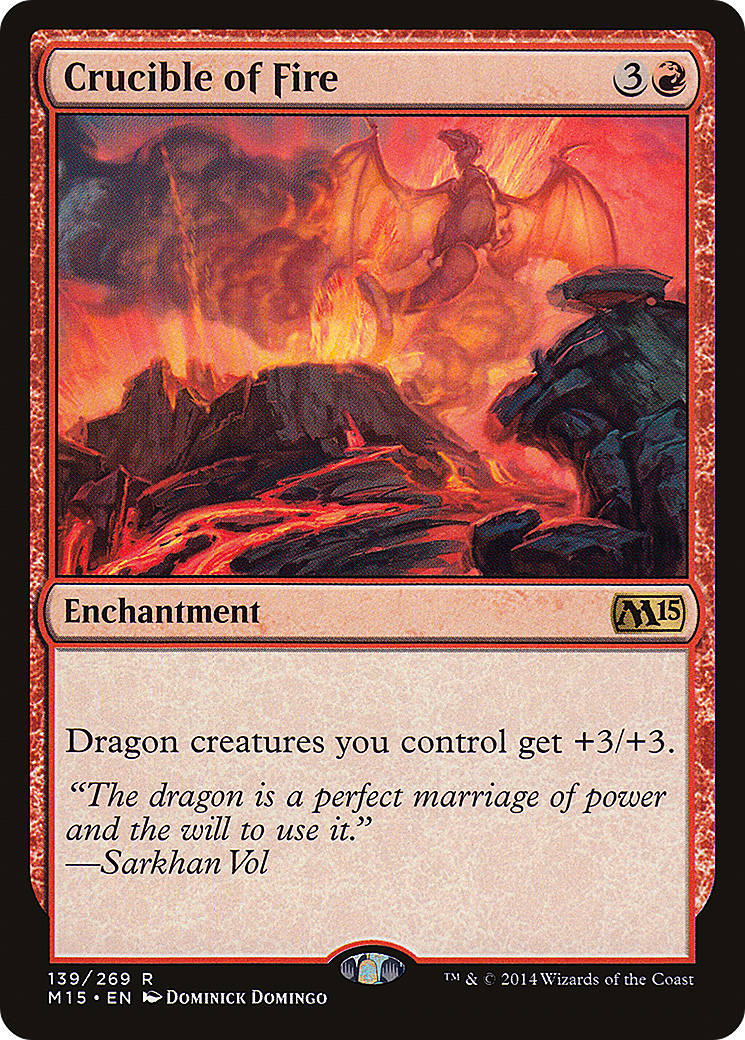 Crucible of Fire 3
Enchantment M15
Dragon creatures you control get +3/+3.
“The dragon is a perfect marriage of power
and the will to use it.”
—Sarkhan Vol
139/269 R
M15 • EN DOMINICK DOMINGO
™ & © 2014 Wizards of the Coast